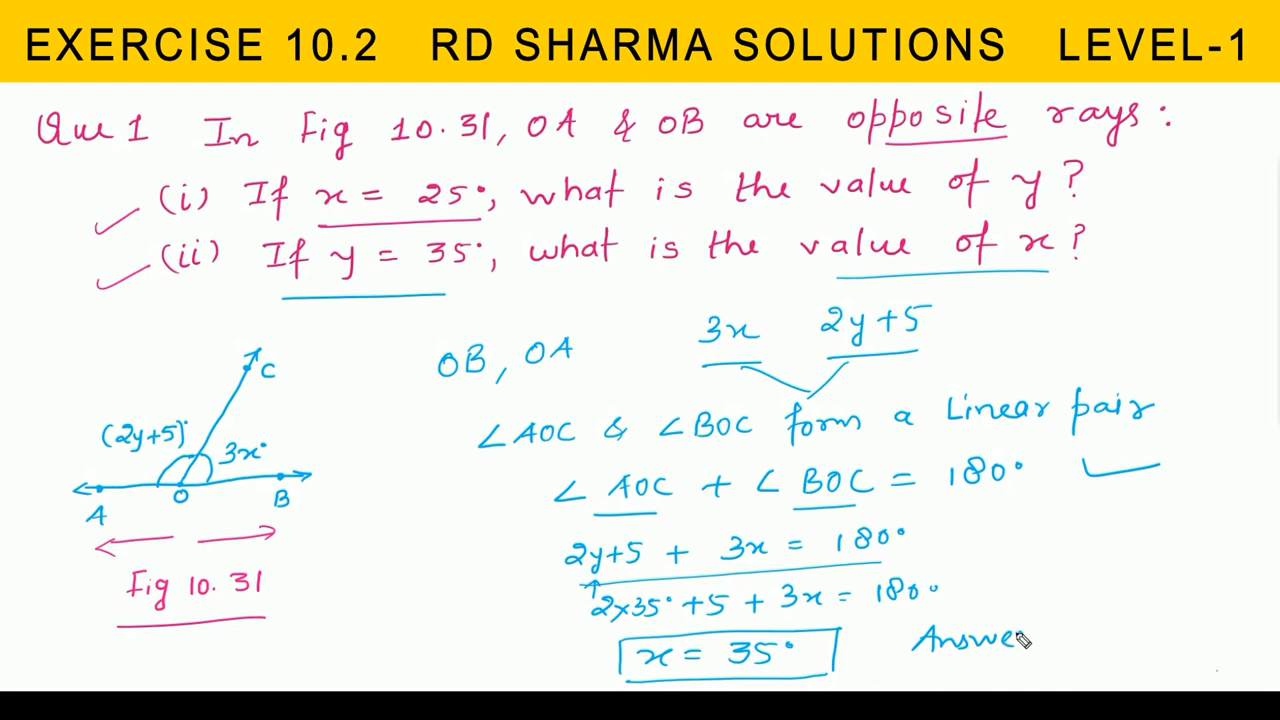 EXERCISE 10.2 RD SHARMA SOLUTIONS LEVEL-1
Que 1 In Fig 10.31, OA & OB are opposite rays:
(i) If x = 25°, what is the value of y?
(ii) If y = 35°, what is the value of x?
3x 2y+5
OB, OA
C
(2y+5)°
3x°
A O B
Fig 10.31
∠AOC & ∠BOC form a Linear pair
∠AOC + ∠BOC = 180°
2y+5 + 3x = 180°
2×35° +5 + 3x = 180°
x = 35° Answe